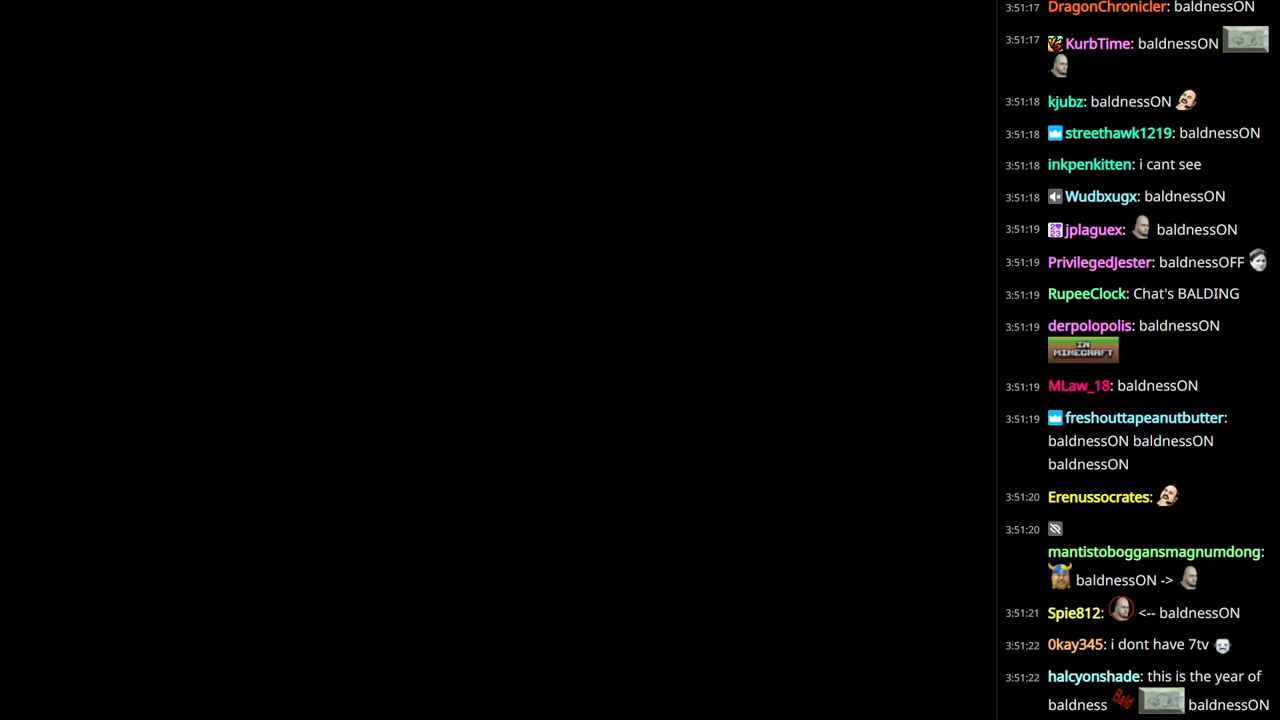 3:51:17 DragonChronicler: baldnessON
3:51:17 KurbTime: baldnessON
3:51:18 kjubz: baldnessON
3:51:18 streethawk1219: baldnessON
3:51:18 inkpenkitten: i cant see
3:51:18 Wudbxugx: baldnessON
3:51:19 jplaguex: baldnessON
3:51:19 PrivilegedJester: baldnessOFF
3:51:19 RupeeClock: Chat's BALDING
3:51:19 derpolopolis: baldnessON
IN
MINECRAFT
3:51:19 MLaw_18: baldnessON
3:51:19 freshouttapeanutbutter:
baldnessON baldnessON
baldnessON
3:51:20 Erenussocrates:
3:51:20
mantistoboggansmagnumdong:
baldnessON ->
3:51:21 Spie812: <-- baldnessON
3:51:22 0kay345: i dont have 7tv
3:51:22 halcyonshade: this is the year of
baldness Bald baldnessON